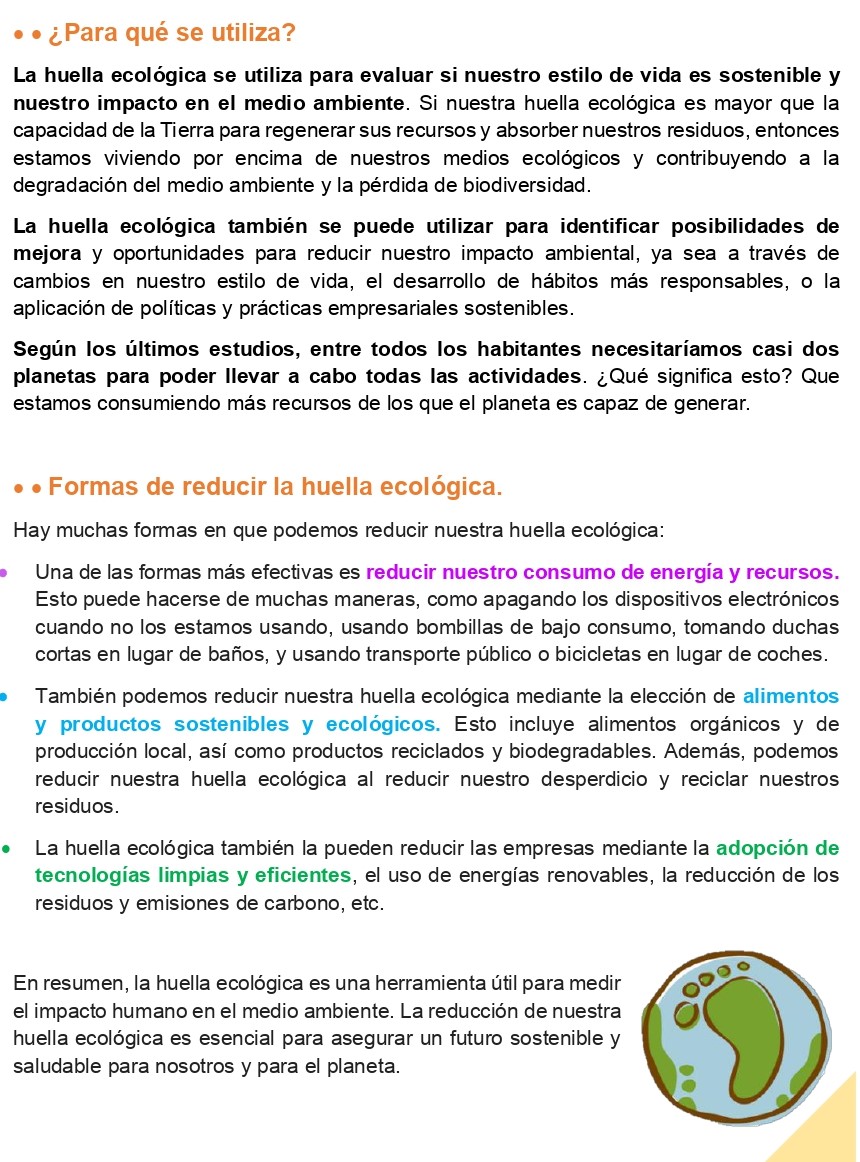 ¿Para qué se utiliza?
La huella ecológica se utiliza para evaluar si nuestro estilo de vida es sostenible y
nuestro impacto en el medio ambiente. Si nuestra huella ecológica es mayor que la
capacidad de la Tierra para regenerar sus recursos y absorber nuestros residuos, entonces
estamos viviendo por encima de nuestros medios ecológicos y contribuyendo a la
degradación del medio ambiente y la pérdida de biodiversidad.
La huella ecológica también se puede utilizar para identificar posibilidades de
mejora y oportunidades para reducir nuestro impacto ambiental, ya sea a través de
cambios en nuestro estilo de vida, el desarrollo de hábitos más responsables, o la
aplicación de políticas y prácticas empresariales sostenibles.
Según los últimos estudios, entre todos los habitantes necesitaríamos casi dos
planetas para poder llevar a cabo todas las actividades. ¿Qué significa esto? Que
estamos consumiendo más recursos de los que el planeta es capaz de generar.
Formas de reducir la huella ecológica.
Hay muchas formas en que podemos reducir nuestra huella ecológica:
Una de las formas más efectivas es reducir nuestro consumo de energía y recursos.
Esto puede hacerse de muchas maneras, como apagando los dispositivos electrónicos
cuando no los estamos usando, usando bombillas de bajo consumo, tomando duchas
cortas en lugar de baños, y usando transporte público o bicicletas en lugar de coches.
También podemos reducir nuestra huella ecológica mediante la elección de alimentos
y productos sostenibles y ecológicos. Esto incluye alimentos orgánicos y de
producción local, así como productos reciclados y biodegradables. Además, podemos
reducir nuestra huella ecológica al reducir nuestro desperdicio y reciclar nuestros
residuos.
La huella ecológica también la pueden reducir las empresas mediante la adopción de
tecnologías limpias y eficientes, el uso de energías renovables, la reducción de los
residuos y emisiones de carbono, etc.
En resumen, la huella ecológica es una herramienta útil para medir
el impacto humano en el medio ambiente. La reducción de nuestra
huella ecológica es esencial para asegurar un futuro sostenible y
saludable para nosotros y para el planeta.